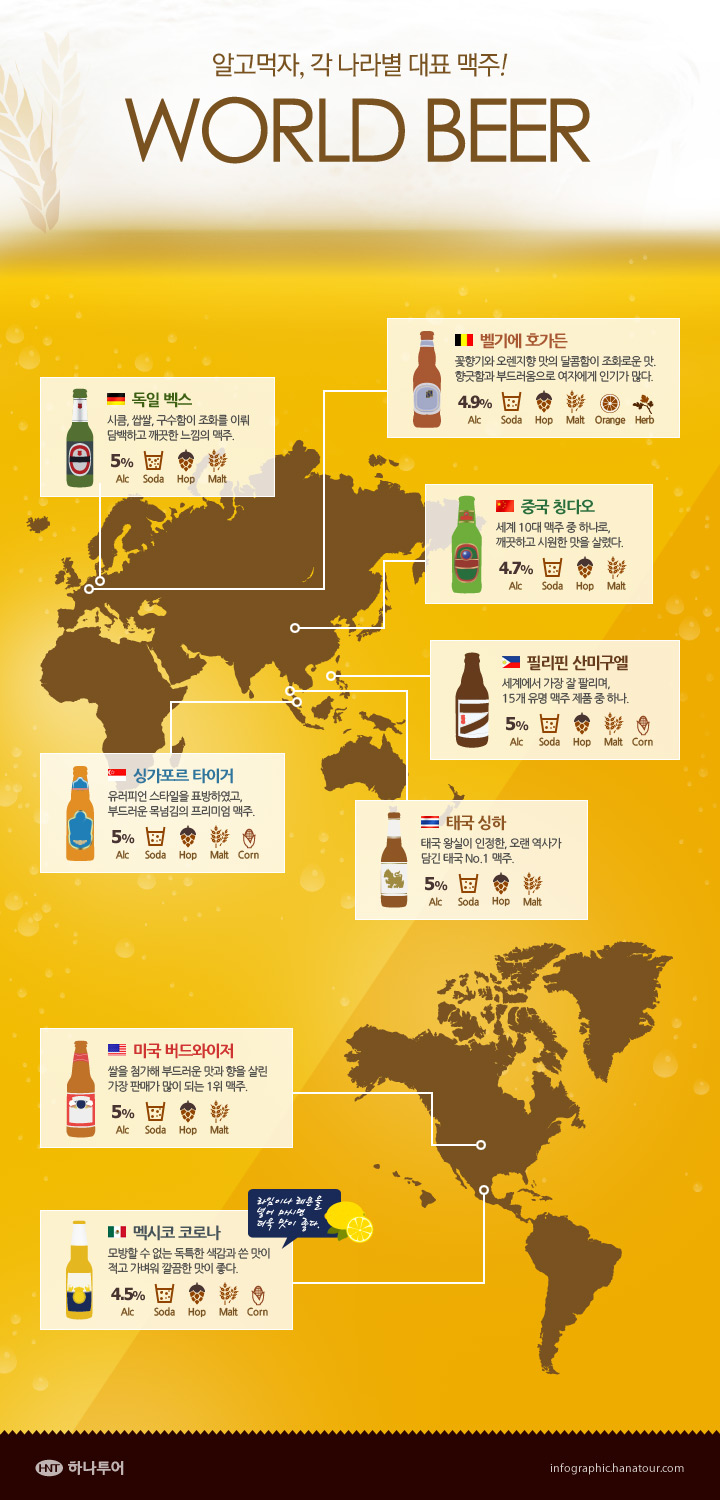 알고먹자, 각 나라별 대표 맥주!
WORLD BEER
벨기에 호가든
꽃향기와 오렌지향 맛의 달콤함이 조화로운 맛.
향긋함과 부드러움으로 여자에게 인기가 많다.
4.9% Alc Soda Hop Malt Orange Herb
독일 벡스
시큼, 쌉쌀, 구수함이 조화를 이뤄
담백하고 깨끗한 느낌의 맥주.
5% Alc Soda Hop Malt
중국 칭다오
세계 10대 맥주 중 하나로,
깨끗하고 시원한 맛을 살렸다.
4.7% Alc Soda Hop Malt
필리핀 산미구엘
세계에서 가장 잘 팔리며,
15개 유명 맥주 제품 중 하나.
5% Alc Soda Hop Malt Corn
싱가포르 타이거
유러피언 스타일을 표방하였고,
부드러운 목넘김의 프리미엄 맥주.
5% Alc Soda Hop Malt Corn
태국 싱하
태국 왕실이 인정한, 오랜 역사가
담긴 태국 No.1 맥주.
5% Alc Soda Hop Malt
미국 버드와이저
쌀을 첨가해 부드러운 맛과 향을 살린
가장 판매가 많이 되는 1위 맥주.
5% Alc Soda Hop Malt
라임이나 레몬을
넣어 마시면
더욱 맛이 좋다.
멕시코 코로나
모방할 수 없는 독특한 색감과 쓴 맛이
적고 가벼워 깔끔한 맛이 좋다.
4.5% Alc Soda Hop Malt Corn
HNT 하나투어
infographic.hanatour.com